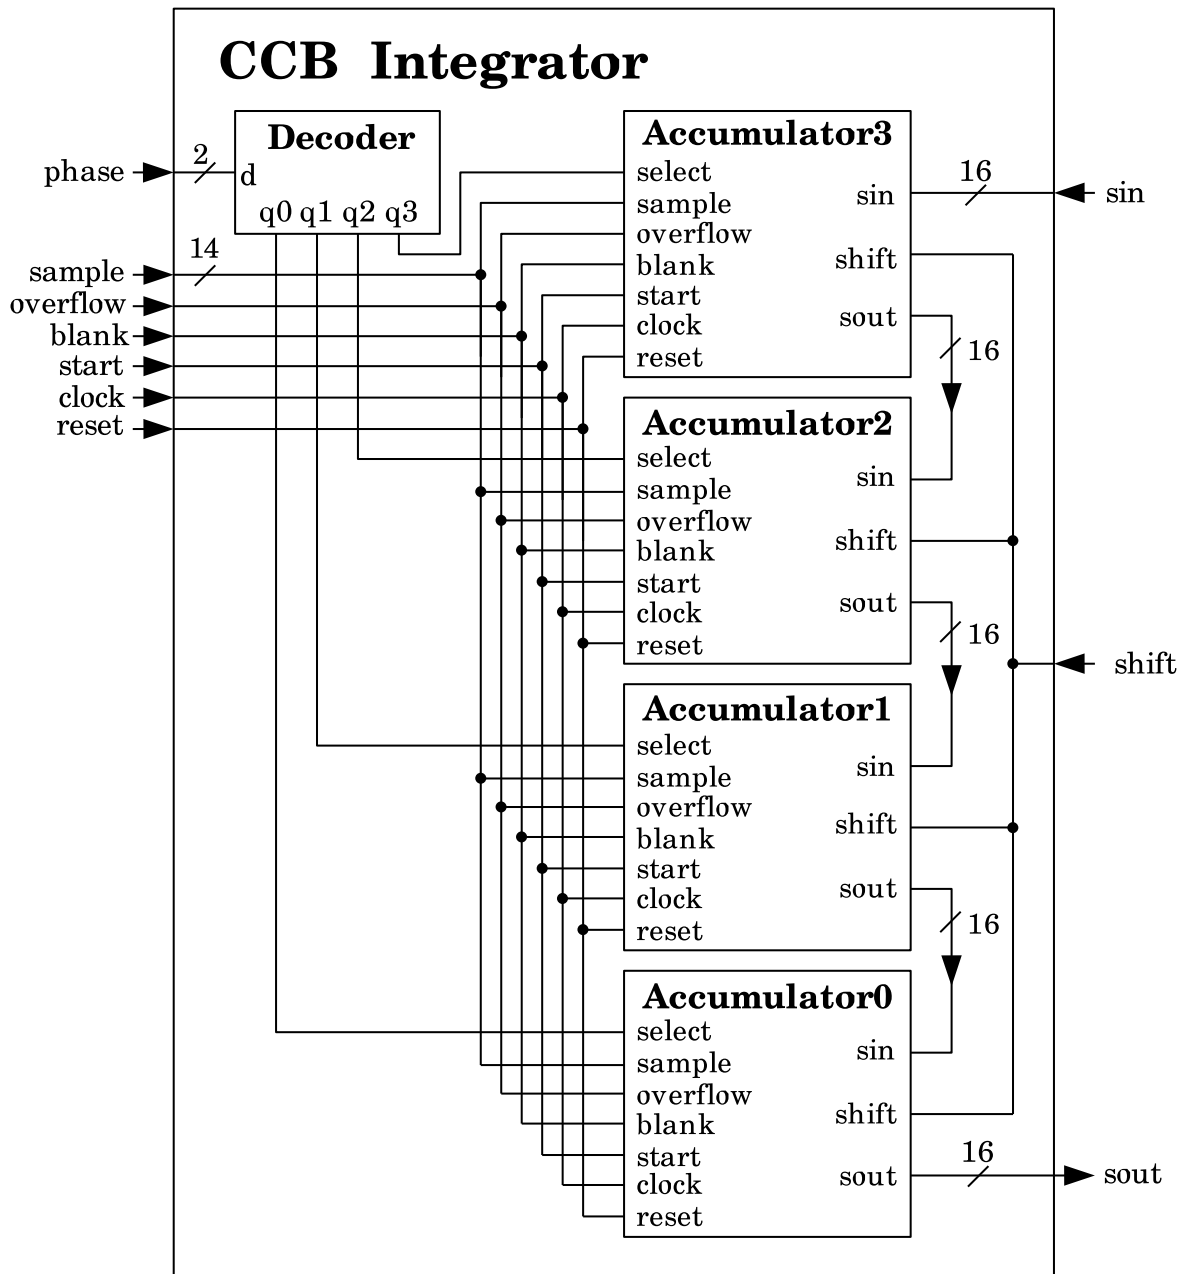 CCB Integrator
Decoder
phase
2
d
q0 q1 q2 q3
14
sample
overflow
blank
start
clock
reset
Accumulator3
select
sample
overflow
blank
start
clock
reset
sin
shift
sout
16
sin
16
Accumulator2
select
sample
overflow
blank
start
clock
reset
sin
shift
sout
16
shift
Accumulator1
select
sample
overflow
blank
start
clock
reset
sin
shift
sout
16
Accumulator0
select
sample
overflow
blank
start
clock
reset
sin
shift
sout
16
sout